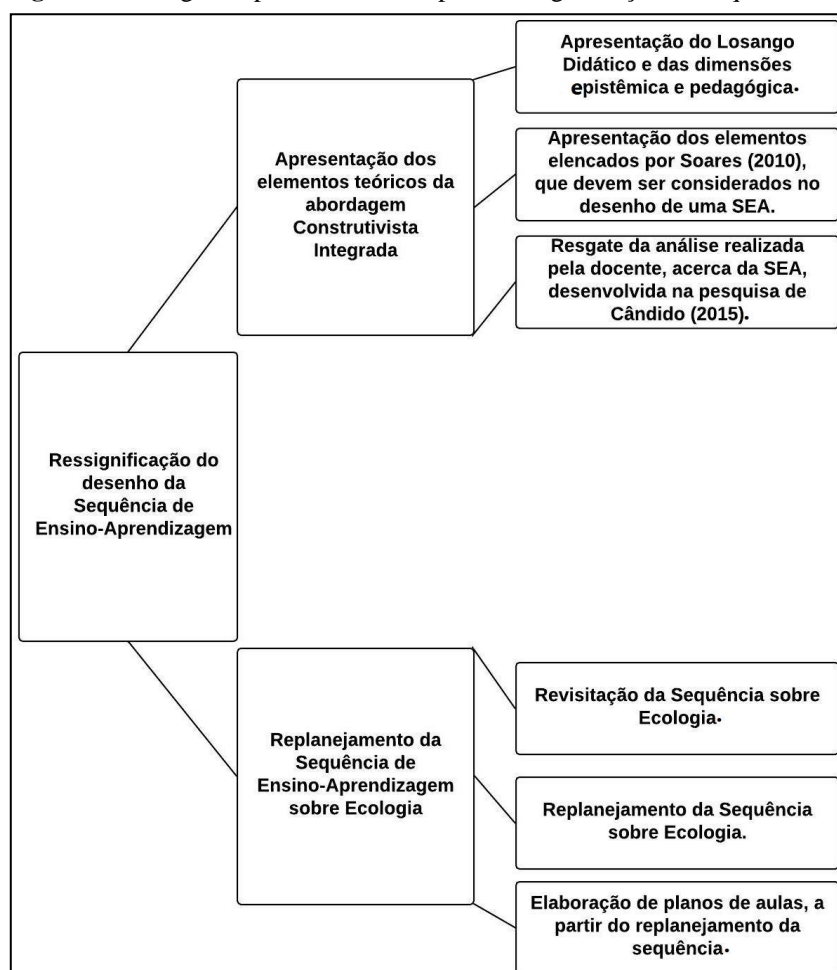 Apresentação do Losango
Didático e das dimensões
epistêmica e pedagógica.
Apresentação dos
elementos teóricos da
abordagem
Construtivista
Integrada
Apresentação dos elementos
elencados por Soares (2010),
que devem ser considerados no
desenho de uma SEA.
Resgate da análise realizada
pela docente, acerca da SEA,
desenvolvida na pesquisa de
Cândido (2015).
Ressignificação do
desenho da
Sequência de
Ensino-Aprendizagem
Replanejamento da
Sequência de
Ensino-Aprendizagem
sobre Ecologia
Revisitação da Sequência sobre
Ecologia.
Replanejamento da Sequência
sobre Ecologia.
Elaboração de planos de aulas, a
partir do replanejamento da
sequência.